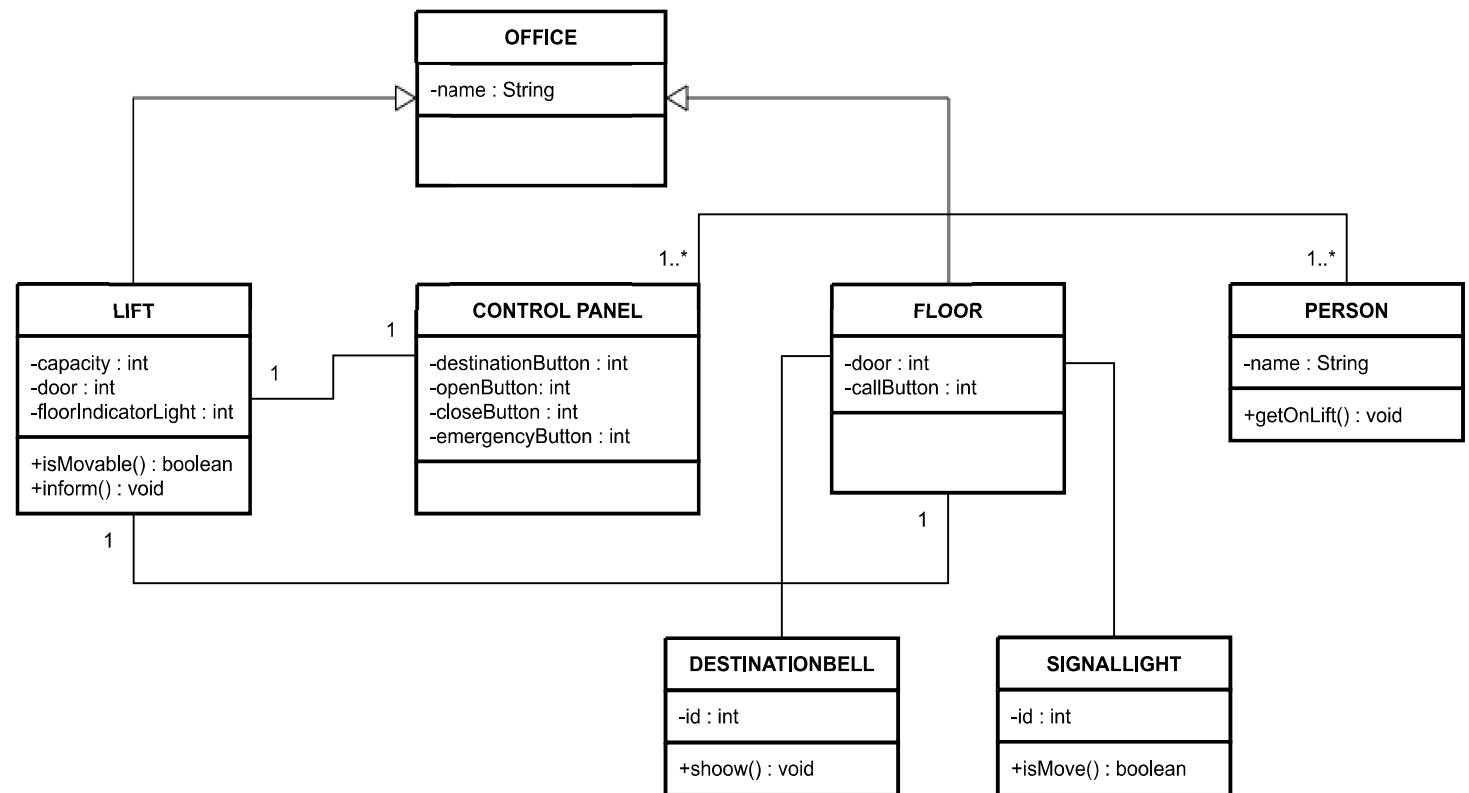 OFFICE
-name : String
1..*
1..*
LIFT
-capacity : int
-door : int
-floorIndicatorLight : int
+isMovable() : boolean
+inform() : void
1
1
CONTROL PANEL
-destinationButton : int
-openButton: int
-closeButton : int
-emergencyButton : int
FLOOR
-door : int
-callButton : int
PERSON
-name : String
+getOnLift() : void
1
1
DESTINATIONBELL
-id : int
+shoow() : void
SIGNALLIGHT
-id : int
+isMove() : boolean